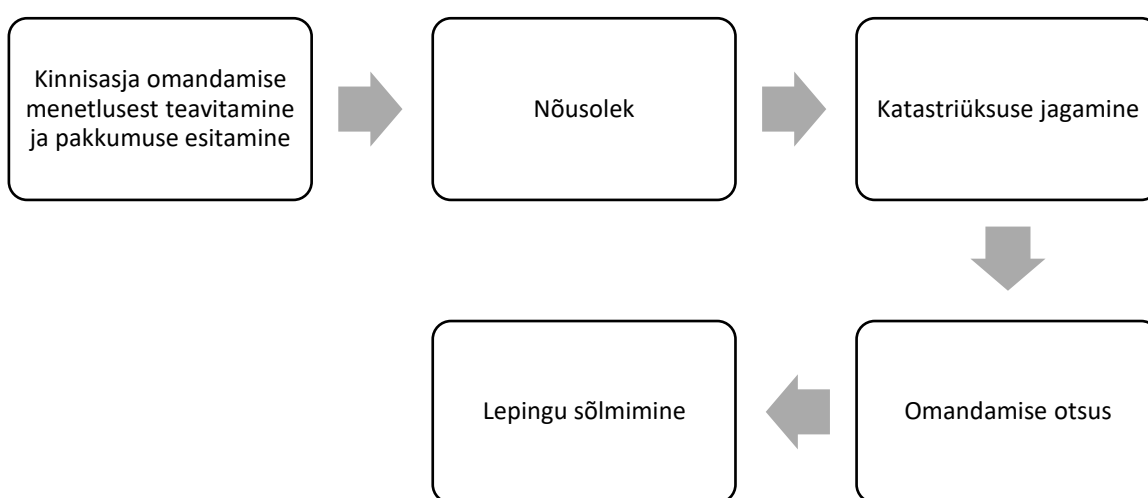 Kinnisasja omandamise
menetlusest teavitamine
ja pakkumuse esitamine
Nõusolek
Katastriüksuse jagamine
Omandamise otsus
Lepingu sõlmimine